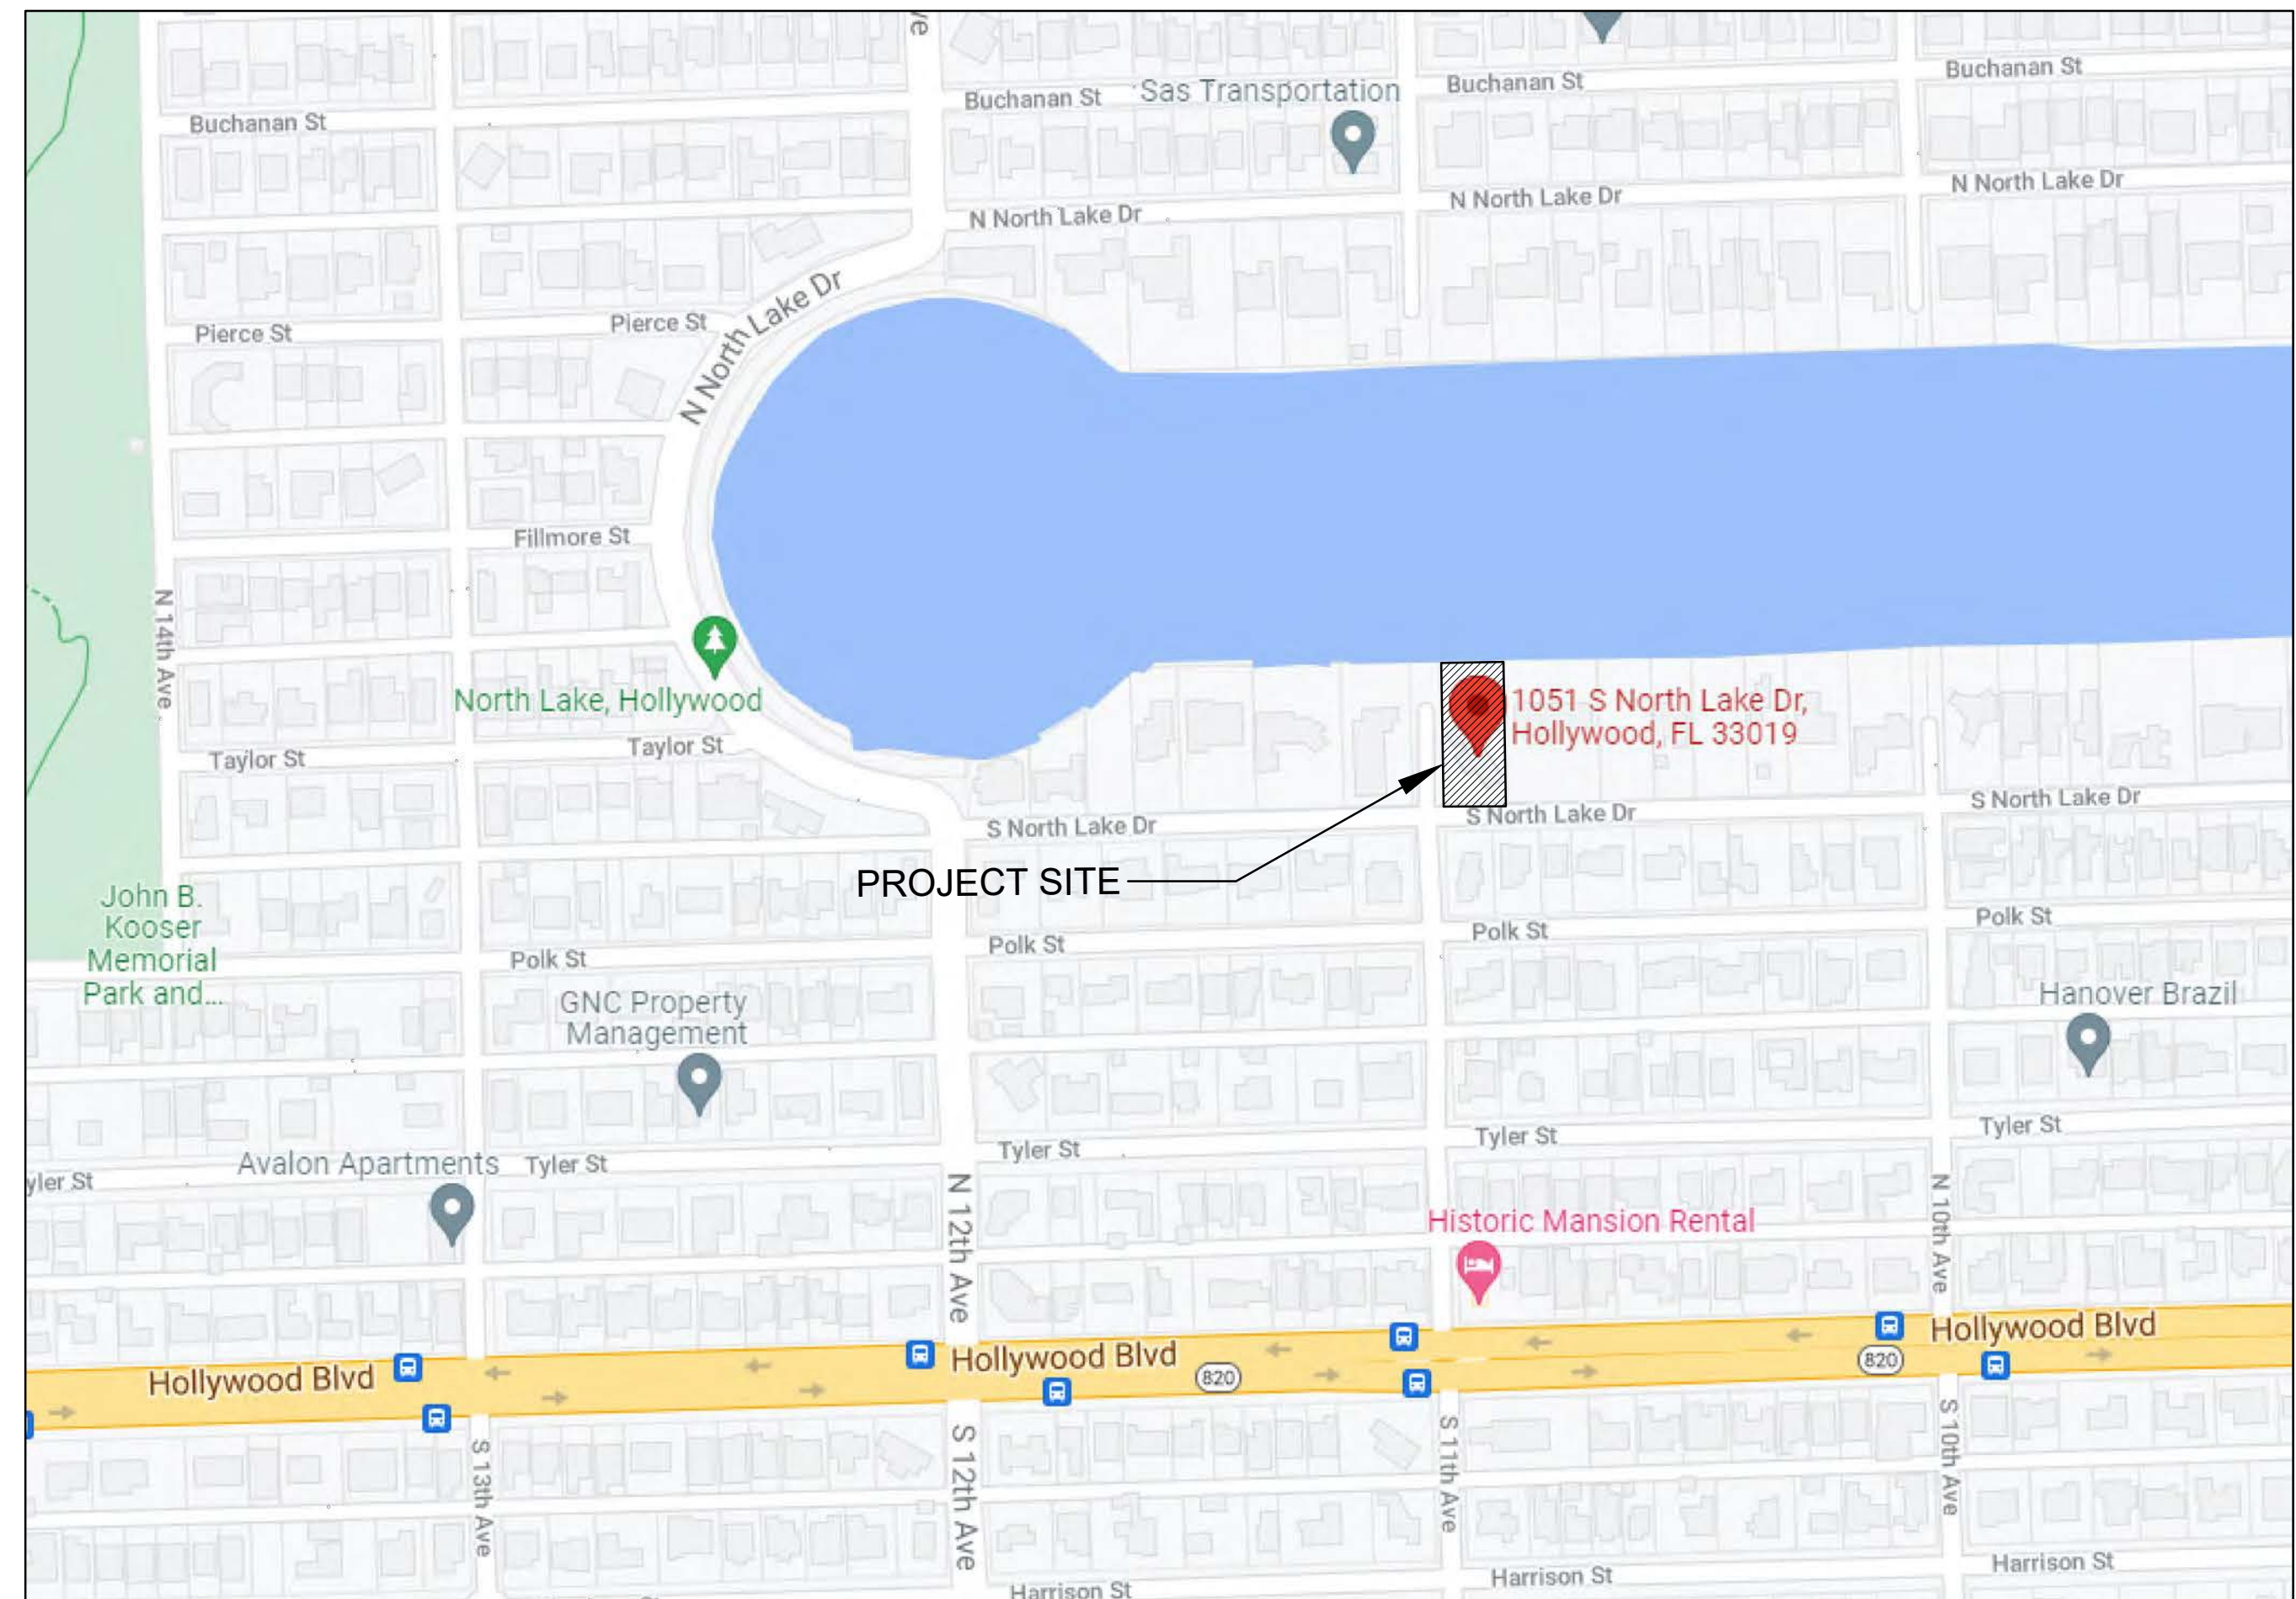 ve
Buchanan St
Sas Transportation
Buchanan St
Buchanan St
Buchanan St
N North Lake Dr
N North Lake Dr
N North Lake Dr
N North Lake Dr
Pierce St
Pierce St
Fillmore St
N 14th Ave
North Lake, Hollywood
1051 S North Lake Dr,
Hollywood, FL 33019
Taylor St
Taylor St
S North Lake Dr
S North Lake Dr
S North Lake Dr
PROJECT SITE
John B.
Kooser
Memorial
Park and...
Polk St
Polk St
Polk St
Polk St
GNC Property
Management
Hanover Brazil
Tyler St
Tyler St
Tyler St
Avalon Apartments
Tyler St
yler St
N 12th Ave
Historic Mansion Rental
N 10th Ave
Hollywood Blvd
Hollywood Blvd
820
820
Hollywood Blvd
S 13th Ave
S 12th Ave
S 11th Ave
S 10th Ave
Harrison St
Harrison St
Harrison St